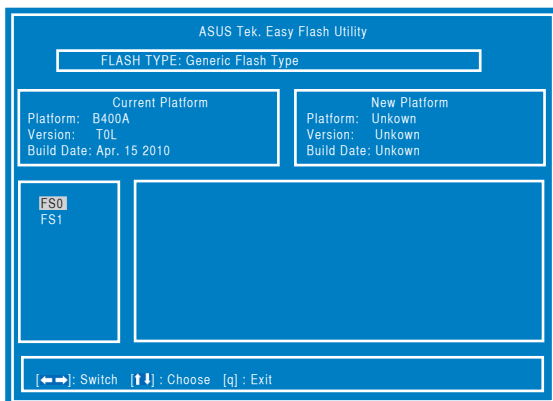 ASUS Tek. Easy Flash Utility
FLASH TYPE: Generic Flash Type
Current Platform
Platform: B400A
Version: T0L
Build Date: Apr. 15 2010
New Platform
Platform: Unkown
Version: Unkown
Build Date: Unkown
FS0
FS1
[⬅➡]: Switch [⬆⬇] : Choose [q] : Exit